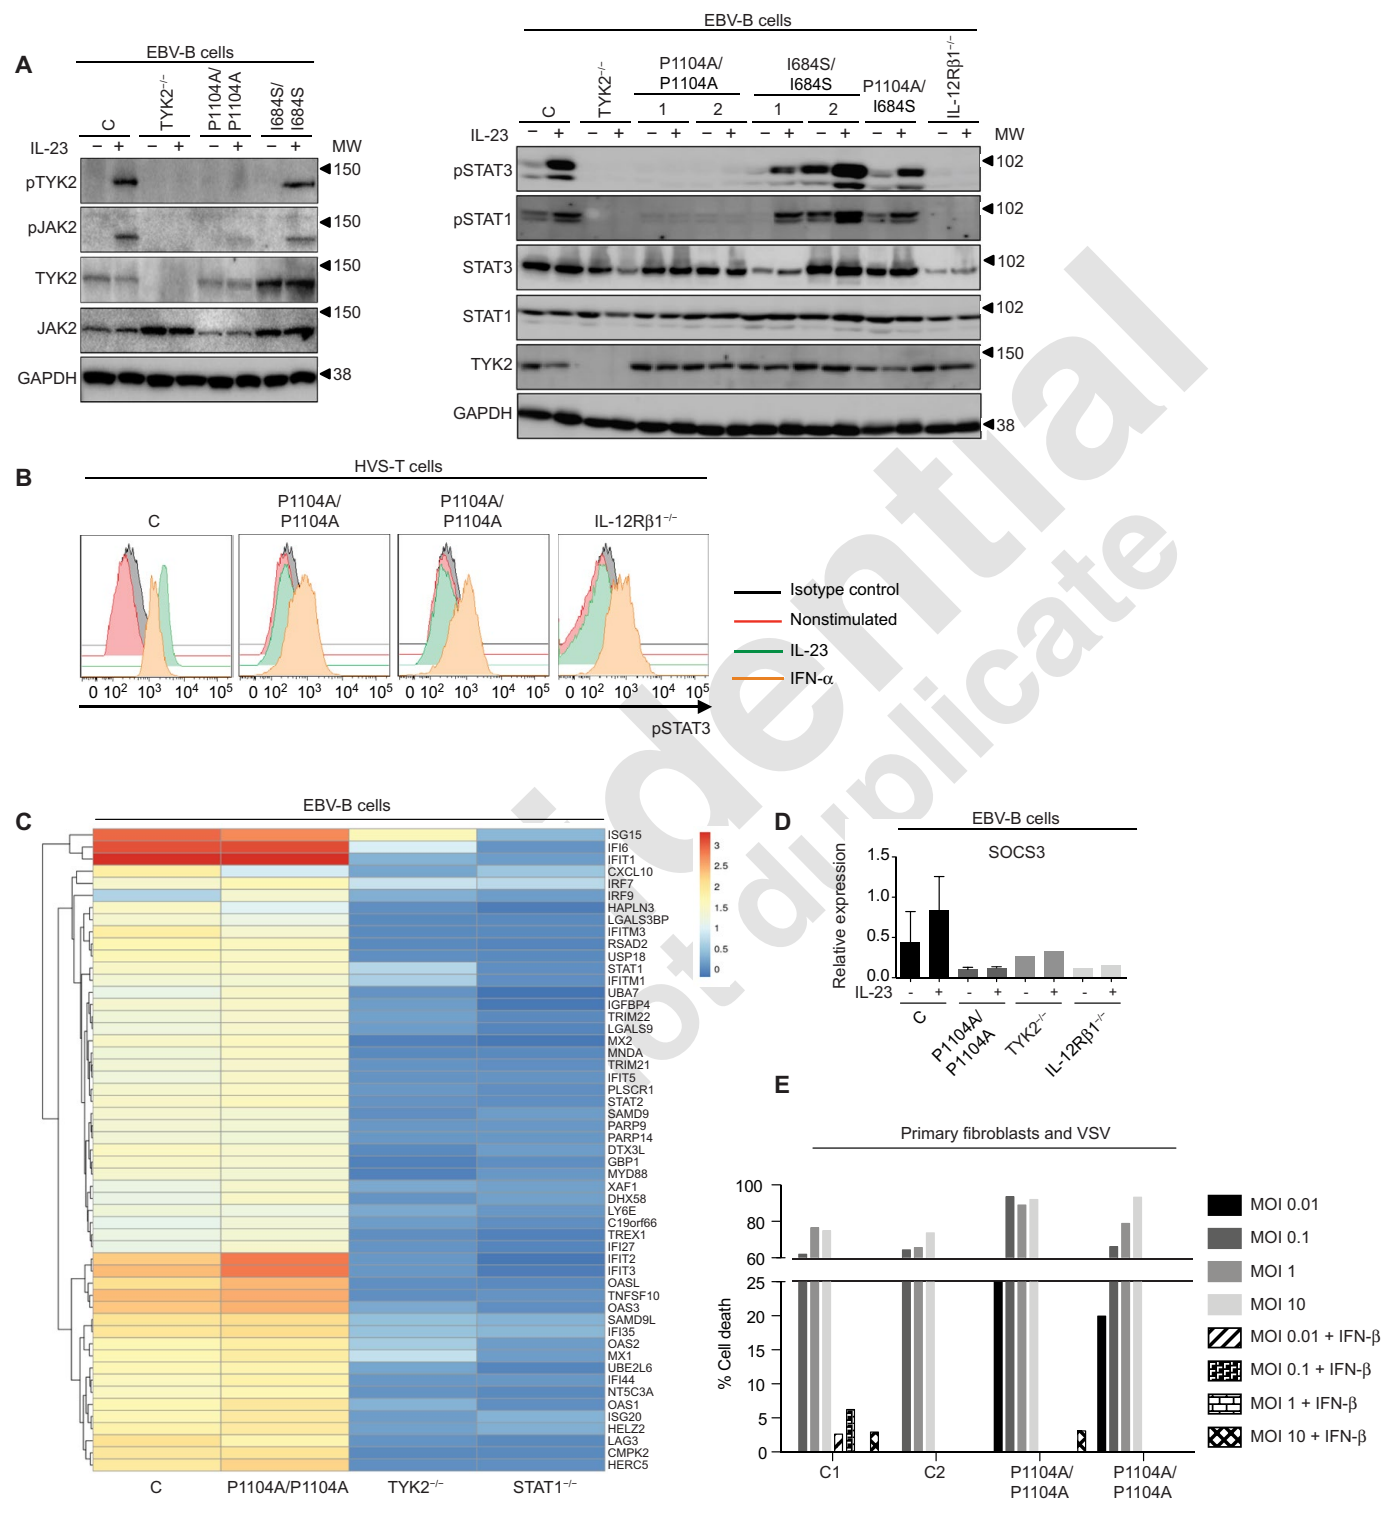 A
EBV-B cells
C
TYK2−/−
P1104A/
P1104A
I684S/
I684S
IL-23 − + − + − + − + MW
pTYK2 150
pJAK2 150
TYK2 150
JAK2 150
GAPDH 38
EBV-B cells
C
TYK2−/−
P1104A/
P1104A
I684S/
I684S
P1104A/
I684S
IL-12Rβ1−/−
1 2 1 2
IL-23 − + − + − + − + − + − + − + − + MW
pSTAT3 102
pSTAT1 102
STAT3 102
STAT1 102
TYK2 150
GAPDH 38
B
HVS-T cells
C
P1104A/
P1104A
P1104A/
P1104A
IL-12Rβ1−/−
0 10² 10³ 10⁴ 10⁵ 0 10² 10³ 10⁴ 10⁵ 0 10² 10³ 10⁴ 10⁵ 0 10² 10³ 10⁴ 10⁵
pSTAT3
Isotype control
Nonstimulated
IL-23
IFN-α
C
EBV-B cells
ISG15
IFI6
IFIT1
CXCL10
IRF7
IRF9
HAPLN3
LGALS3BP
IFITM3
RSAD2
USP18
STAT1
IFITM1
UBA7
IGFBP4
TRIM22
LGALS9
MX2
MNDA
TRIM21
IFIT5
PLSCR1
STAT2
SAMD9
PARP9
PARP14
DTX3L
GBP1
MYD88
XAF1
DHX58
LY6E
C19orf66
TREX1
IFI27
IFIT2
IFIT3
OASL
TNFSF10
OAS3
SAMD9L
IFI35
OAS2
MX1
UBE2L6
IFI44
NT5C3A
OAS1
ISG20
HELZ2
LAG3
CMPK2
HERC5
C P1104A/P1104A TYK2−/− STAT1−/−
3
2.5
2
1.5
1
0.5
0
D
EBV-B cells
SOCS3
Relative expression
1.5
1.0
0.5
0.0
IL-23 - + - + - + - +
C
P1104A/
P1104A
TYK2−/−
IL-12Rβ1−/−
E
Primary fibroblasts and VSV
% Cell death
100
80
60
25
20
15
10
5
0
C1 C2 P1104A/ P1104A/
P1104A P1104A
MOI 0.01
MOI 0.1
MOI 1
MOI 10
MOI 0.01 + IFN-β
MOI 0.1 + IFN-β
MOI 1 + IFN-β
MOI 10 + IFN-β